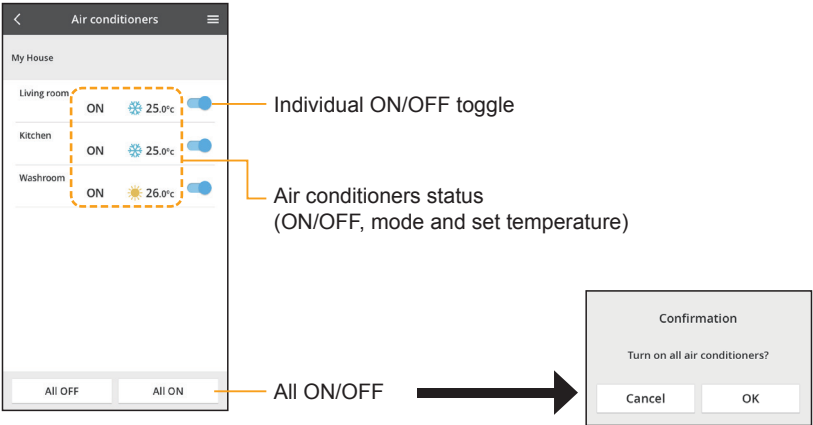 Air conditioners
My House
Living room
ON 25.0°c
Kitchen
ON 25.0°c
Washroom
ON 26.0°c
All OFF
All ON
Individual ON/OFF toggle
Air conditioners status
(ON/OFF, mode and set temperature)
All ON/OFF
Confirmation
Turn on all air conditioners?
Cancel
OK